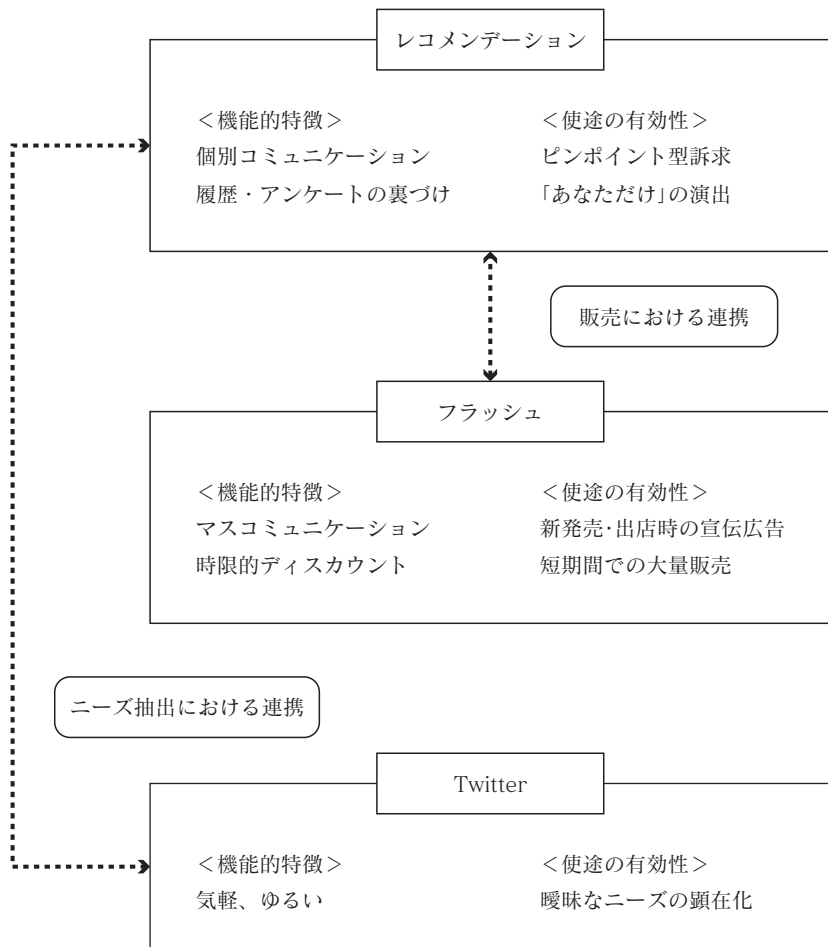 レコメンデーション
＜機能的特徴＞
個別コミュニケーション
履歴・アンケートの裏づけ
＜使途の有効性＞
ピンポイント型訴求
「あなただけ」の演出
販売における連携
フラッシュ
＜機能的特徴＞
マスコミュニケーション
時限的ディスカウント
＜使途の有効性＞
新発売・出店時の宣伝広告
短期間での大量販売
ニーズ抽出における連携
Twitter
＜機能的特徴＞
気軽、ゆるい
＜使途の有効性＞
曖昧なニーズの顕在化